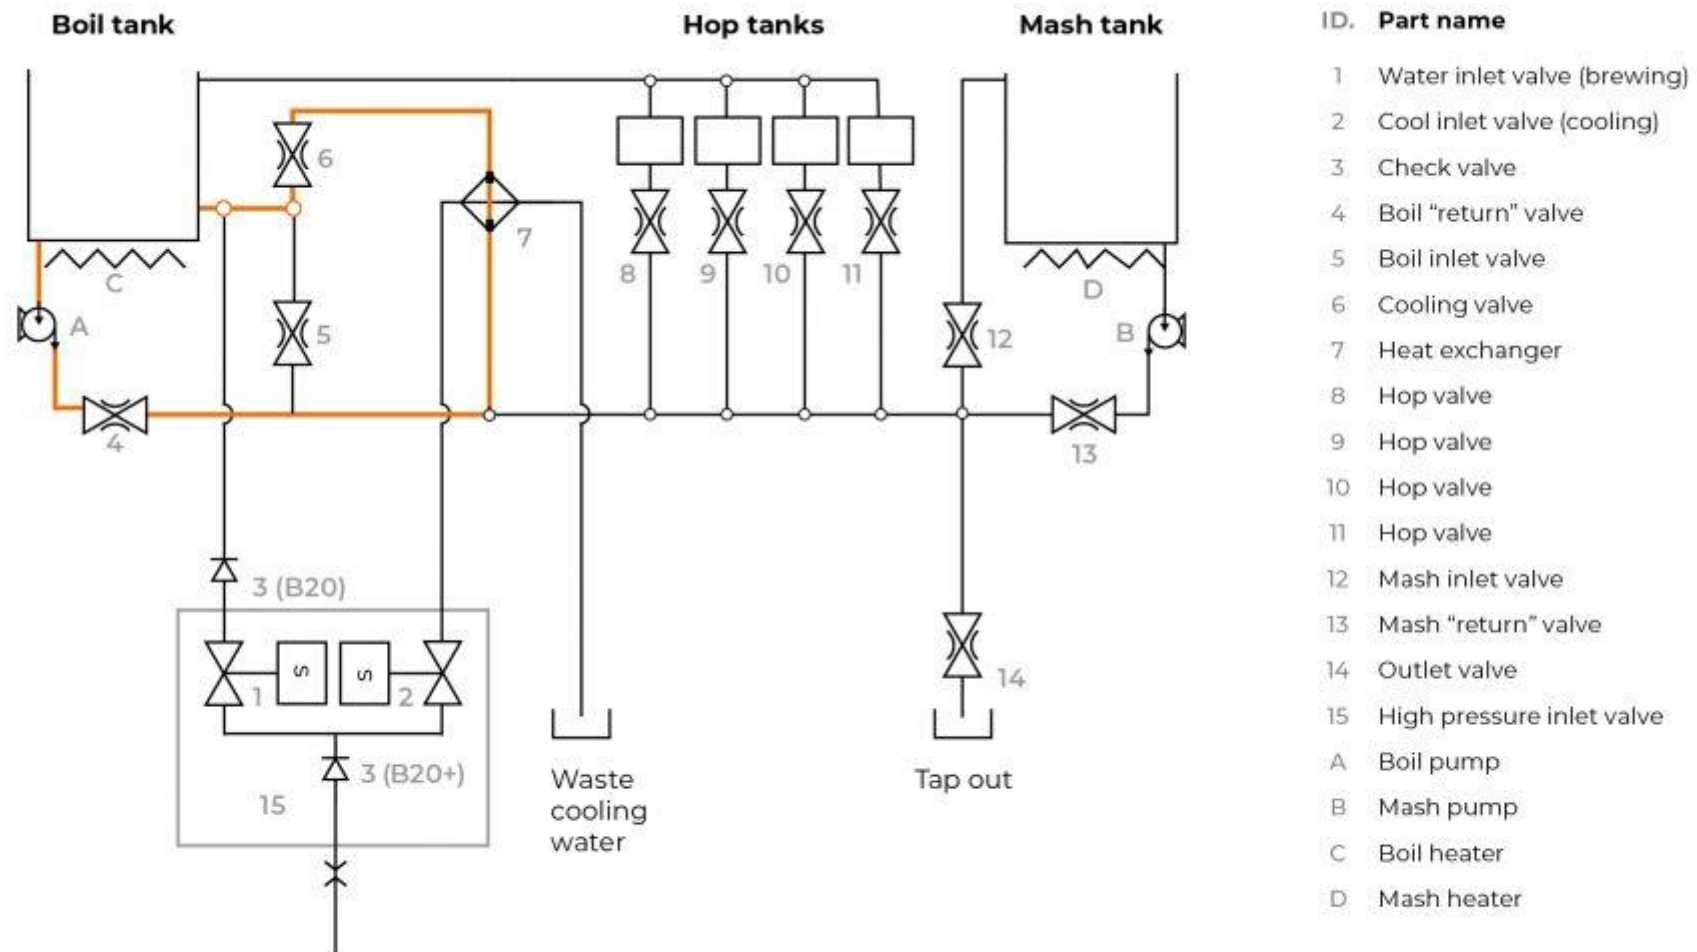 Boil tank
Hop tanks
Mash tank
6
7
C
A
5
4
8
9
10
11
D
12
B
13
3 (B20)
S
S
1
2
14
3 (B20+)
15
Waste
cooling
water
Tap out
ID. Part name
1 Water inlet valve (brewing)
2 Cool inlet valve (cooling)
3 Check valve
4 Boil “return” valve
5 Boil inlet valve
6 Cooling valve
7 Heat exchanger
8 Hop valve
9 Hop valve
10 Hop valve
11 Hop valve
12 Mash inlet valve
13 Mash “return” valve
14 Outlet valve
15 High pressure inlet valve
A Boil pump
B Mash pump
C Boil heater
D Mash heater